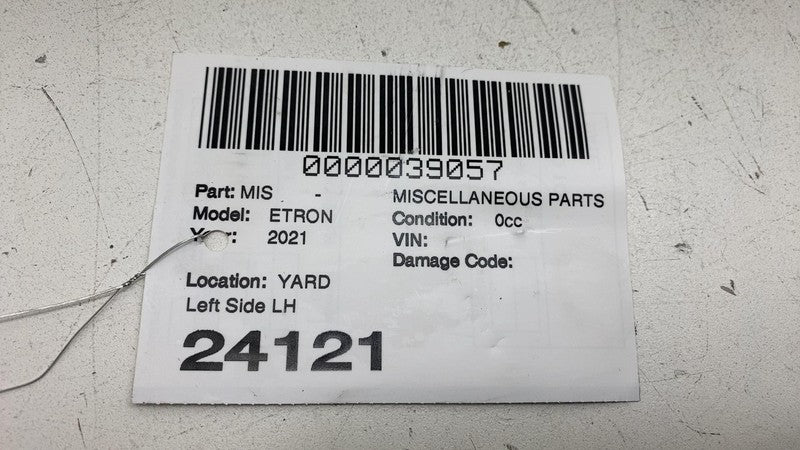 0000039057
Part: MIS - MISCELLANEOUS PARTS
Model: ETRON Condition: 0cc
Year: 2021 VIN:
Damage Code:
Location: YARD
Left Side LH
24121